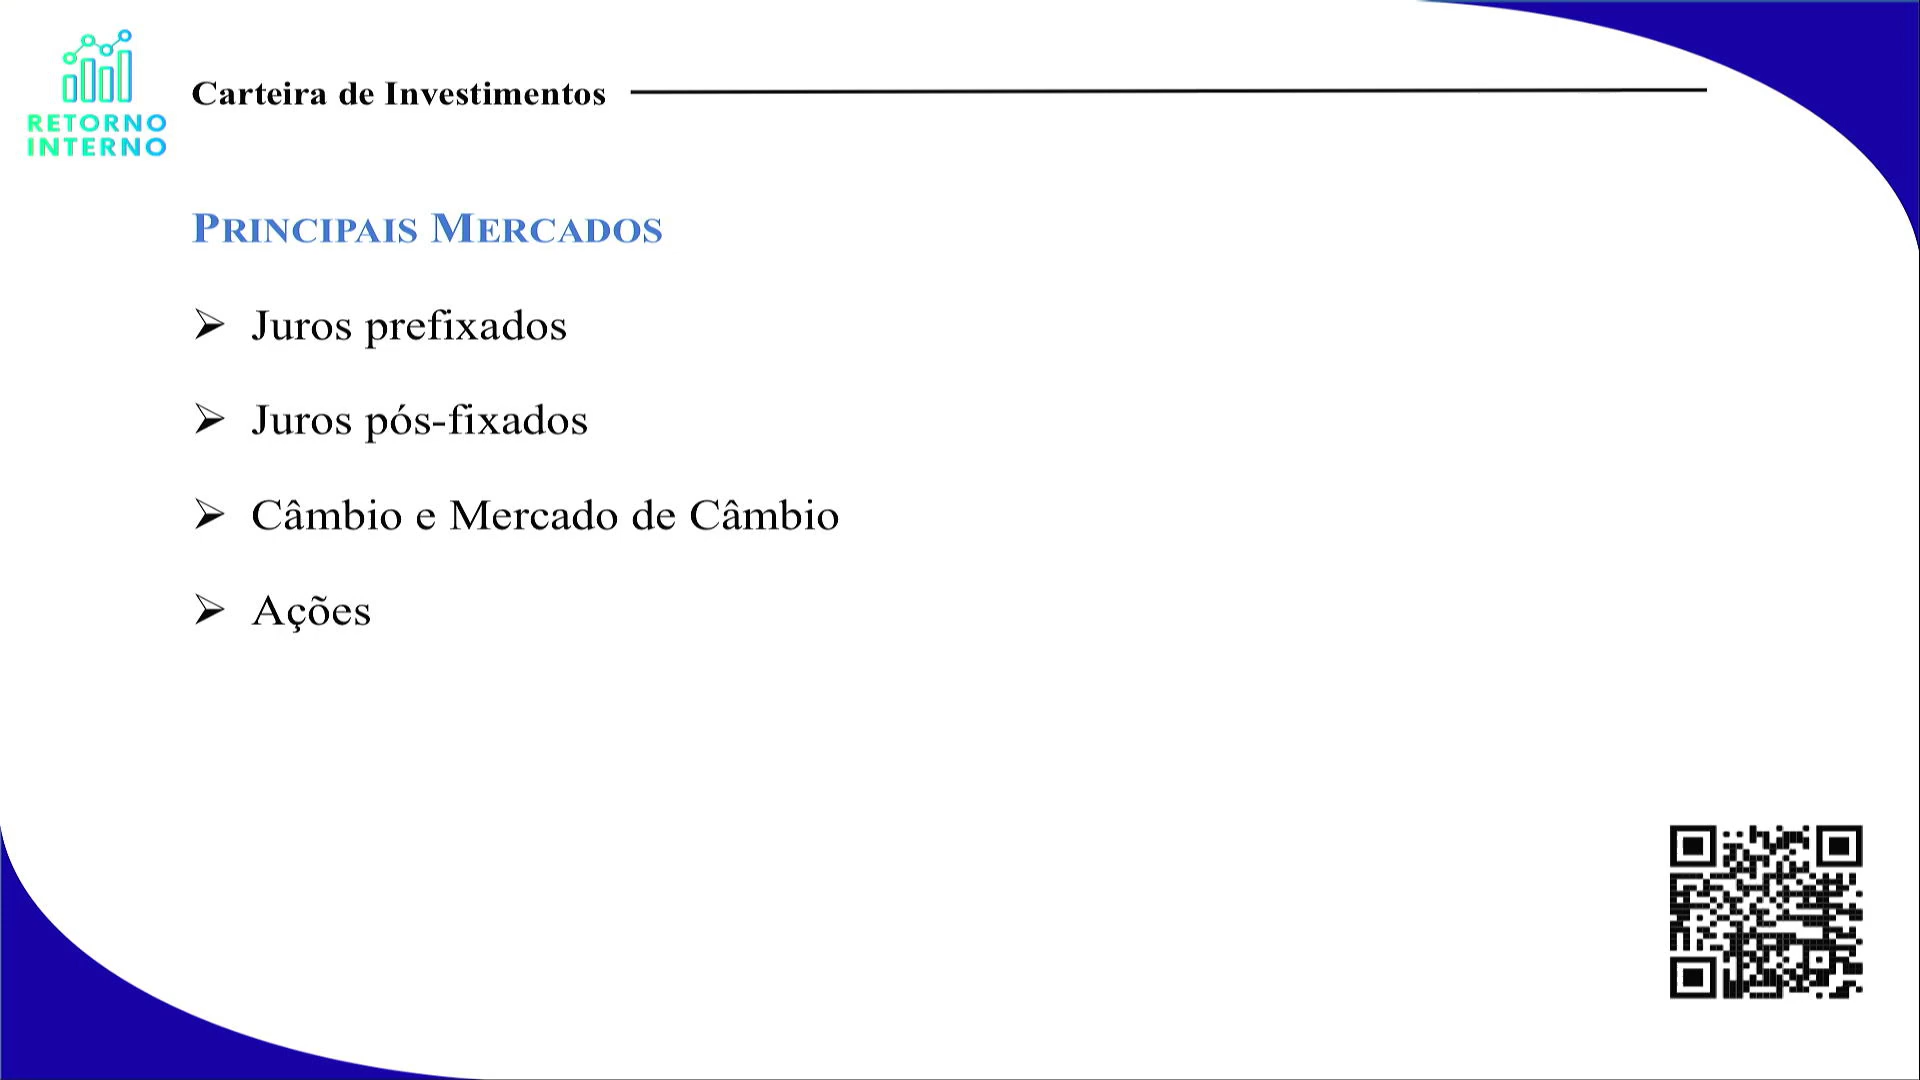 RETORNO
INTERNO
Carteira de Investimentos
PRINCIPAIS MERCADOS
Juros prefixados
Juros pós-fixados
Câmbio e Mercado de Câmbio
Ações